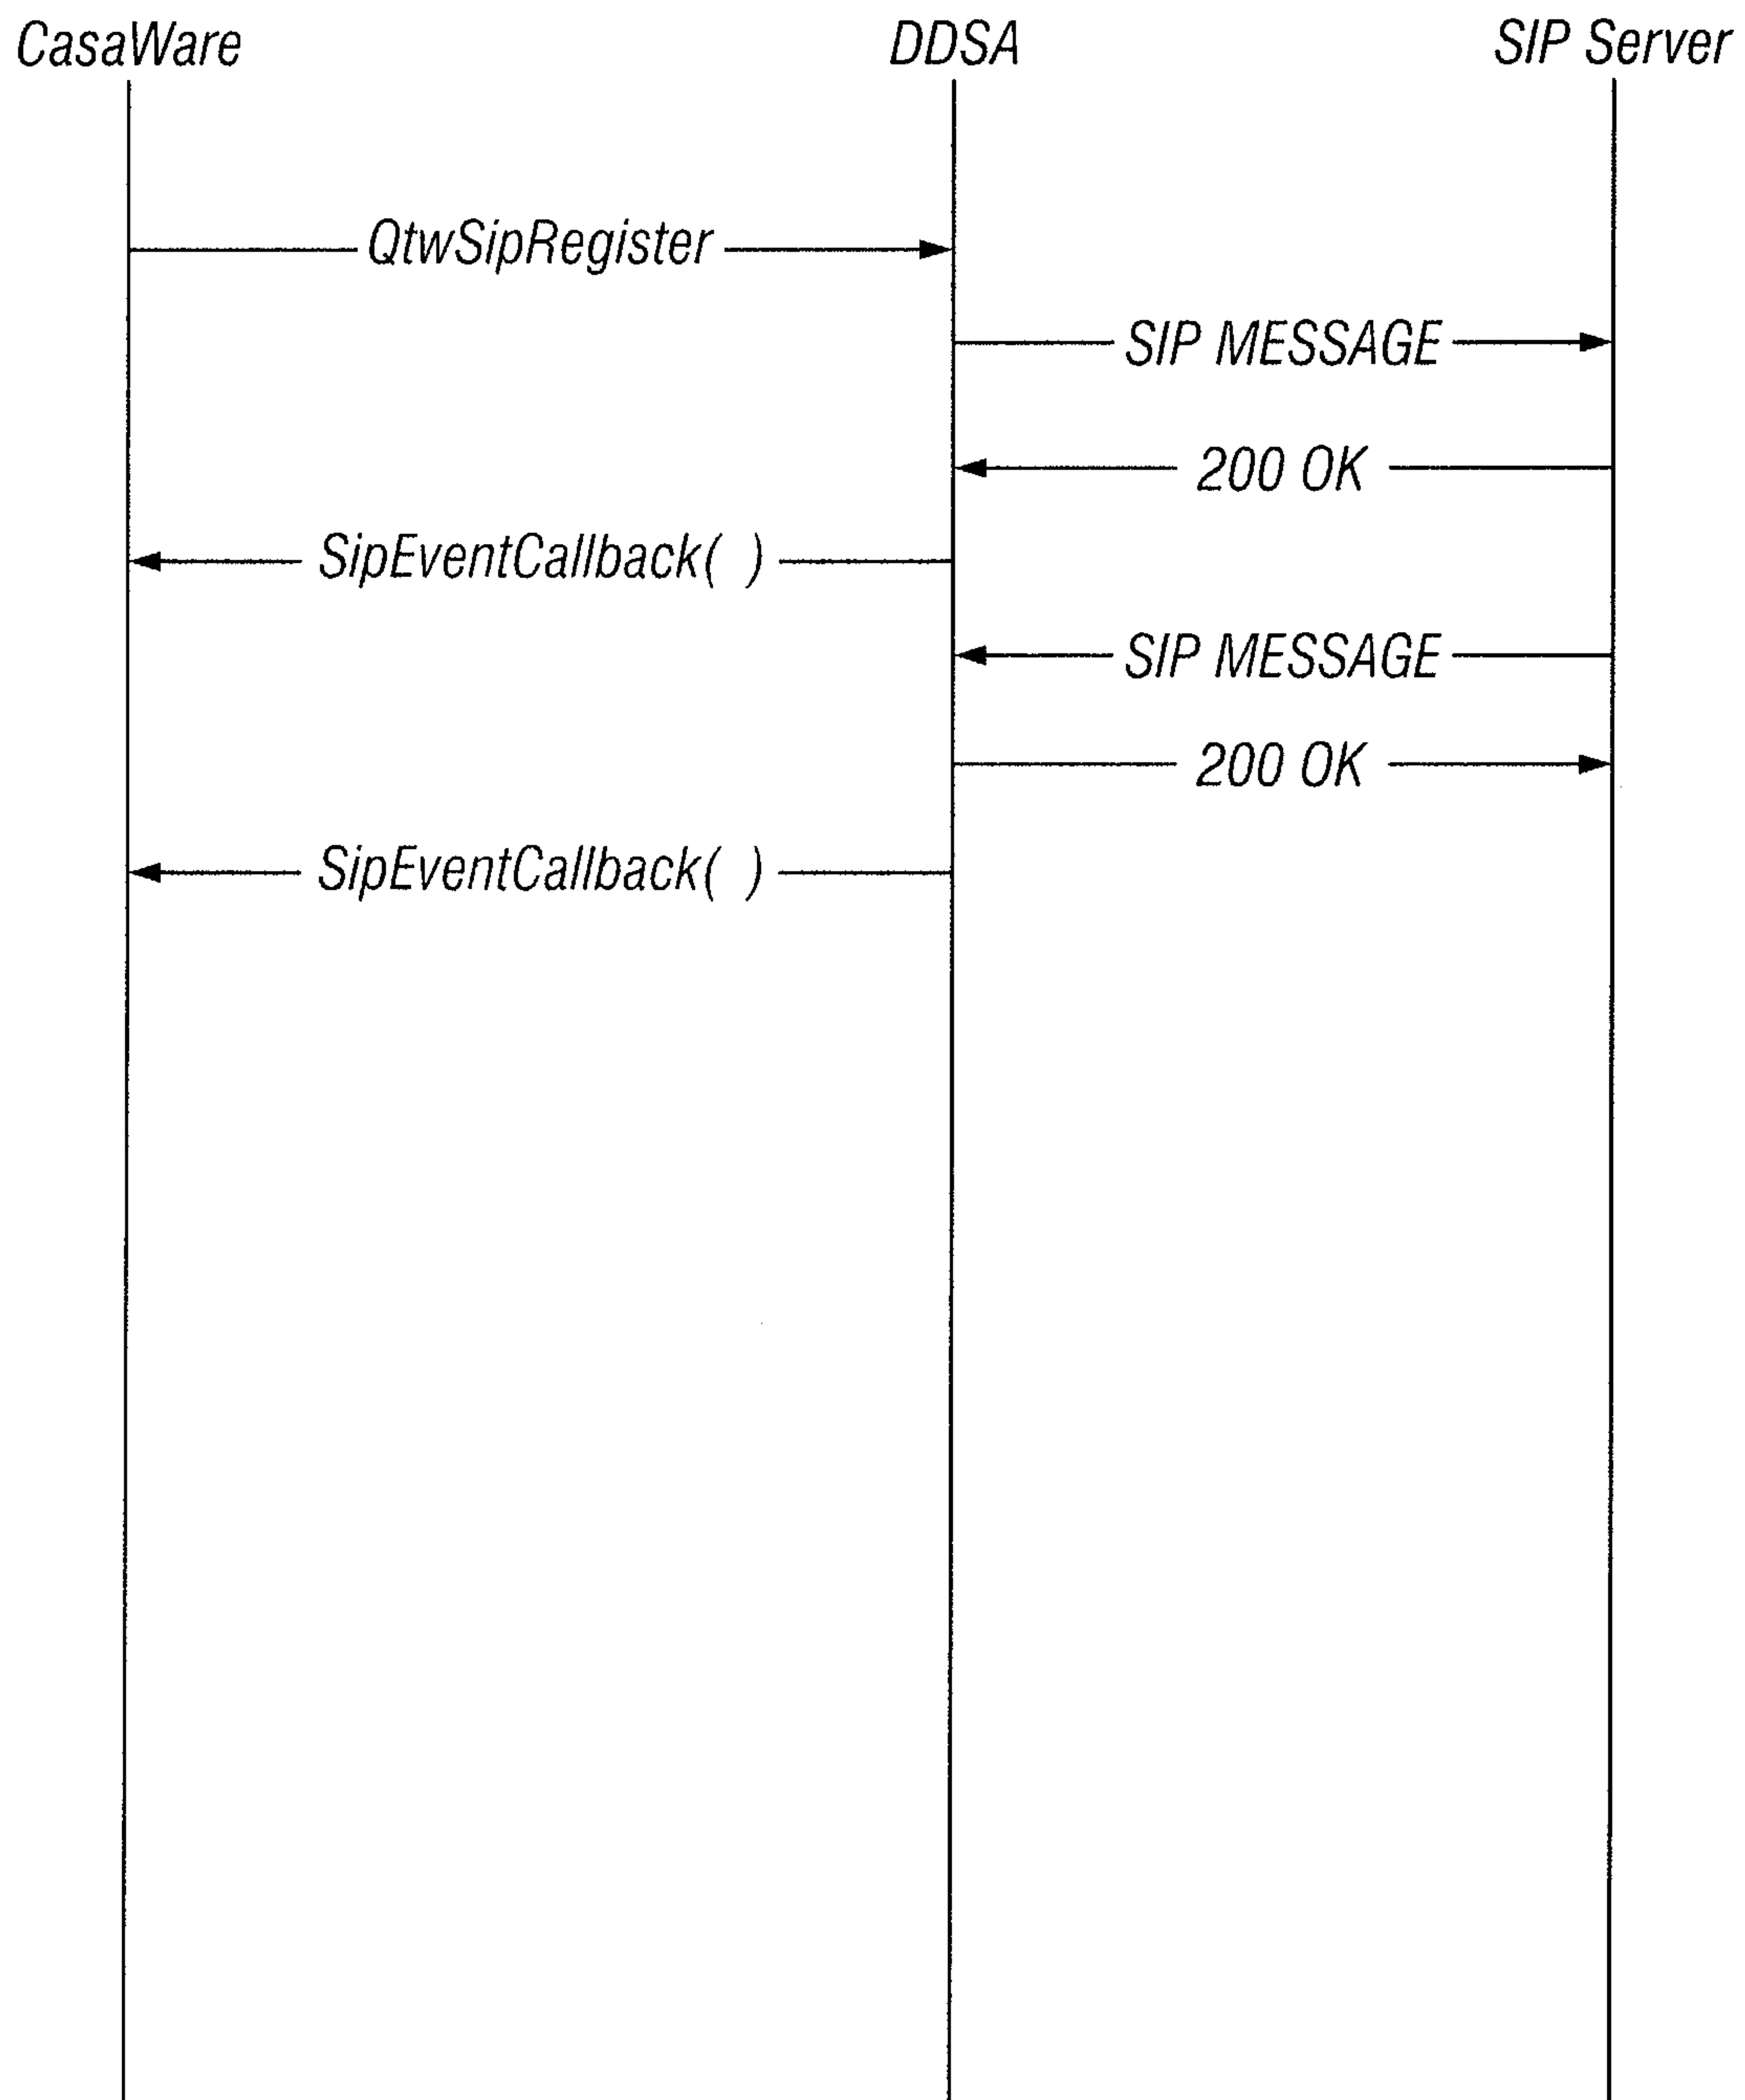 CasaWare DDSA SIP Server
QtwSipRegister
SIP MESSAGE
200 OK
SipEventCallback( )
SIP MESSAGE
200 OK
SipEventCallback( )